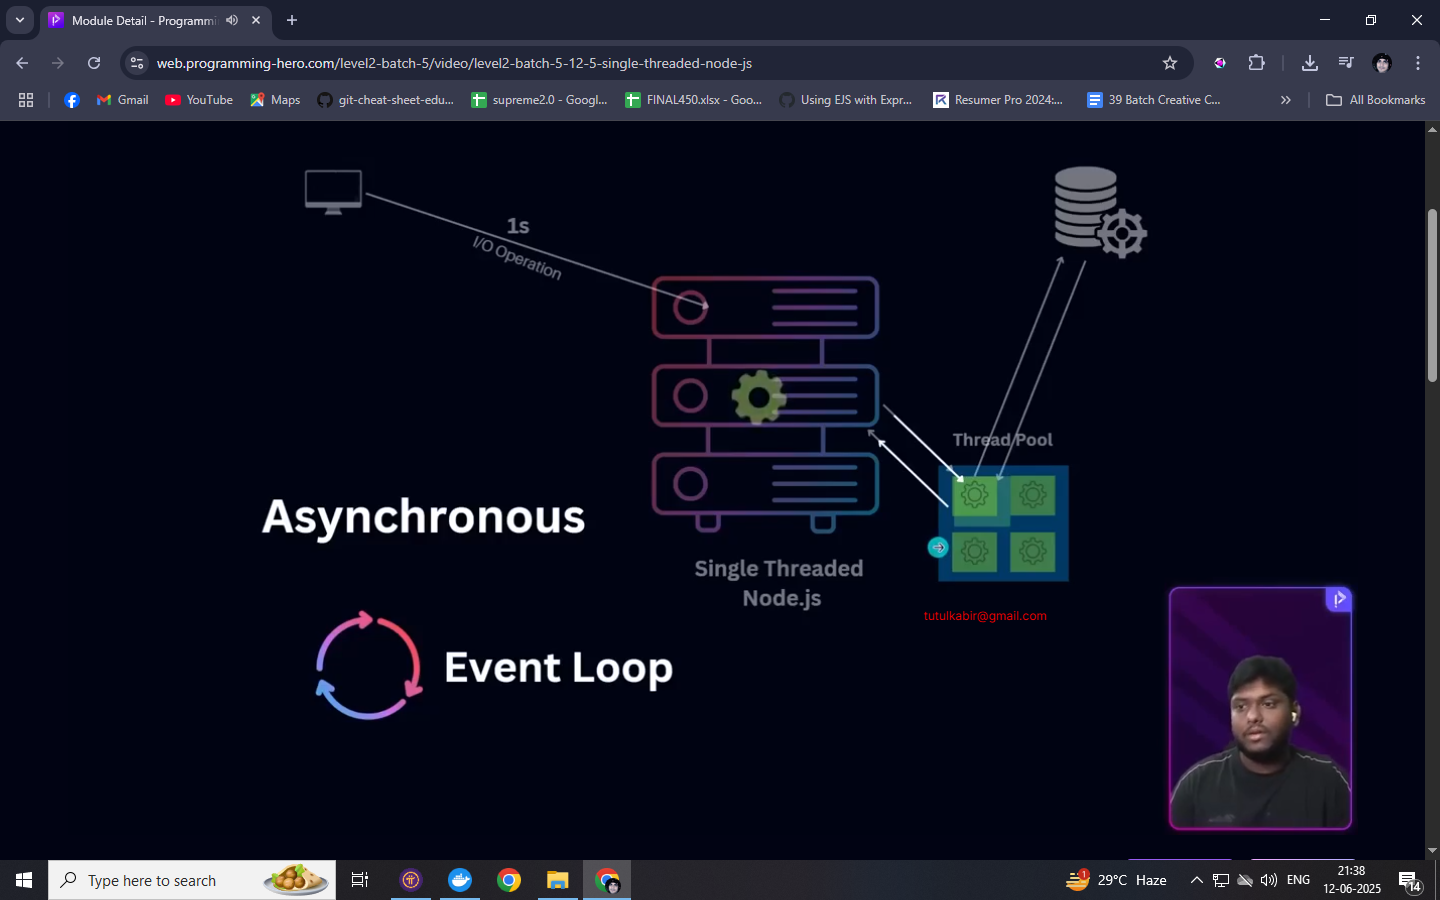 Module Detail - Programmi
web.programming-hero.com/level2-batch-5/video/level2-batch-5-12-5-single-threaded-node-js
Gmail
YouTube
Maps
git-cheat-sheet-edu...
supreme2.0 - Googl...
FINAL450.xlsx - Goo...
Using EJS with Expr...
Resumer Pro 2024:...
39 Batch Creative C...
All Bookmarks
1s
I/O Operation
Thread Pool
Asynchronous
Single Threaded
Node.js
tutulkabir@gmail.com
Event Loop
Type here to search
1
29°C Haze
ENG
21:38
12-06-2025
14